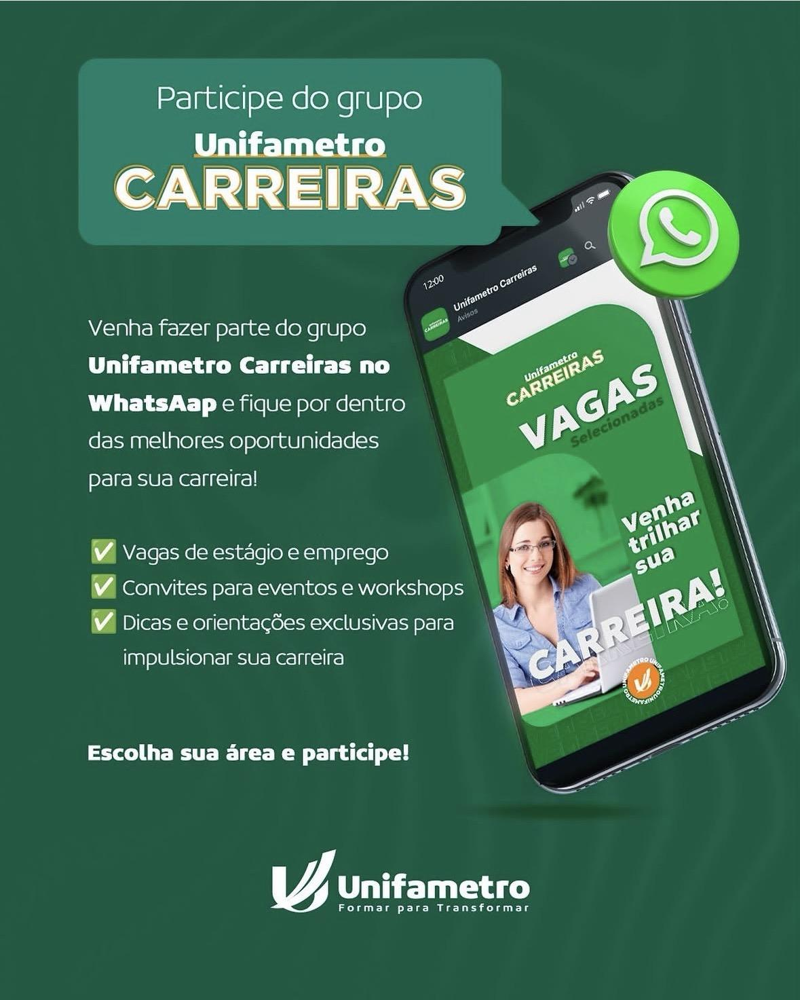 Participe do grupo
Unifametro
CARREIRAS
12:00
Unifametro Carreiras
Avisos
Unifametro
CARREIRAS
VAGAS
Selecionadas
Venha
trilhar
sua
CARREIRA!
Venha fazer parte do grupo
Unifametro Carreiras no
WhatsAap e fique por dentro
das melhores oportunidades
para sua carreira!
✅ Vagas de estágio e emprego
✅ Convites para eventos e workshops
✅ Dicas e orientações exclusivas para
impulsionar sua carreira
Escolha sua área e participe!
Unifametro
Formar para Transformar